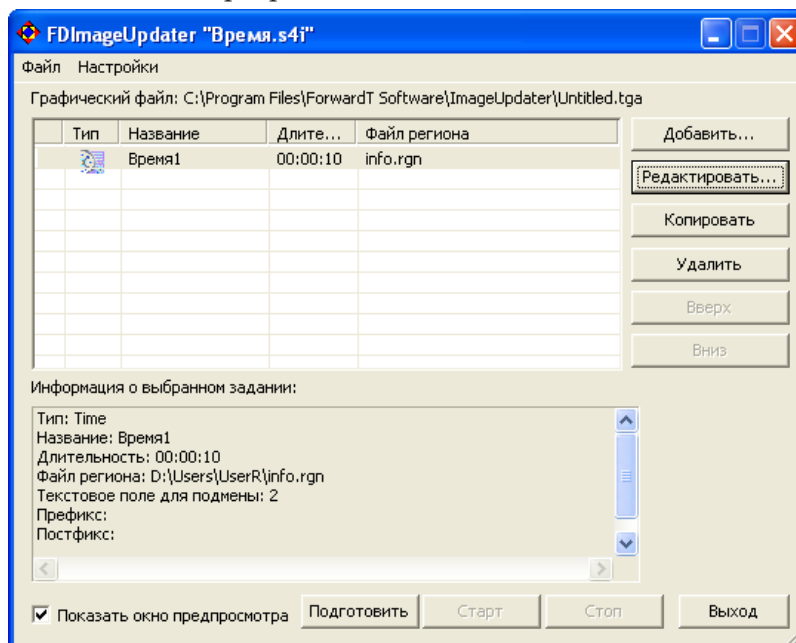 FDImageUpdater "Время.s4i"
Файл Настройки
Графический файл: C:\Program Files\ForwardT Software\ImageUpdater\Untitled.tga
Тип Название Длите... Файл региона
Время1 00:00:10 info.rgn
Добавить...
Редактировать...
Копировать
Удалить
Вверх
Вниз
Информация о выбранном задании:
Тип: Time
Название: Время1
Длительность: 00:00:10
Файл региона: D:\Users\UserR\info.rgn
Текстовое поле для подмены: 2
Префикс:
Постфикс:
Показать окно предпросмотра Подготовить Старт Стоп Выход